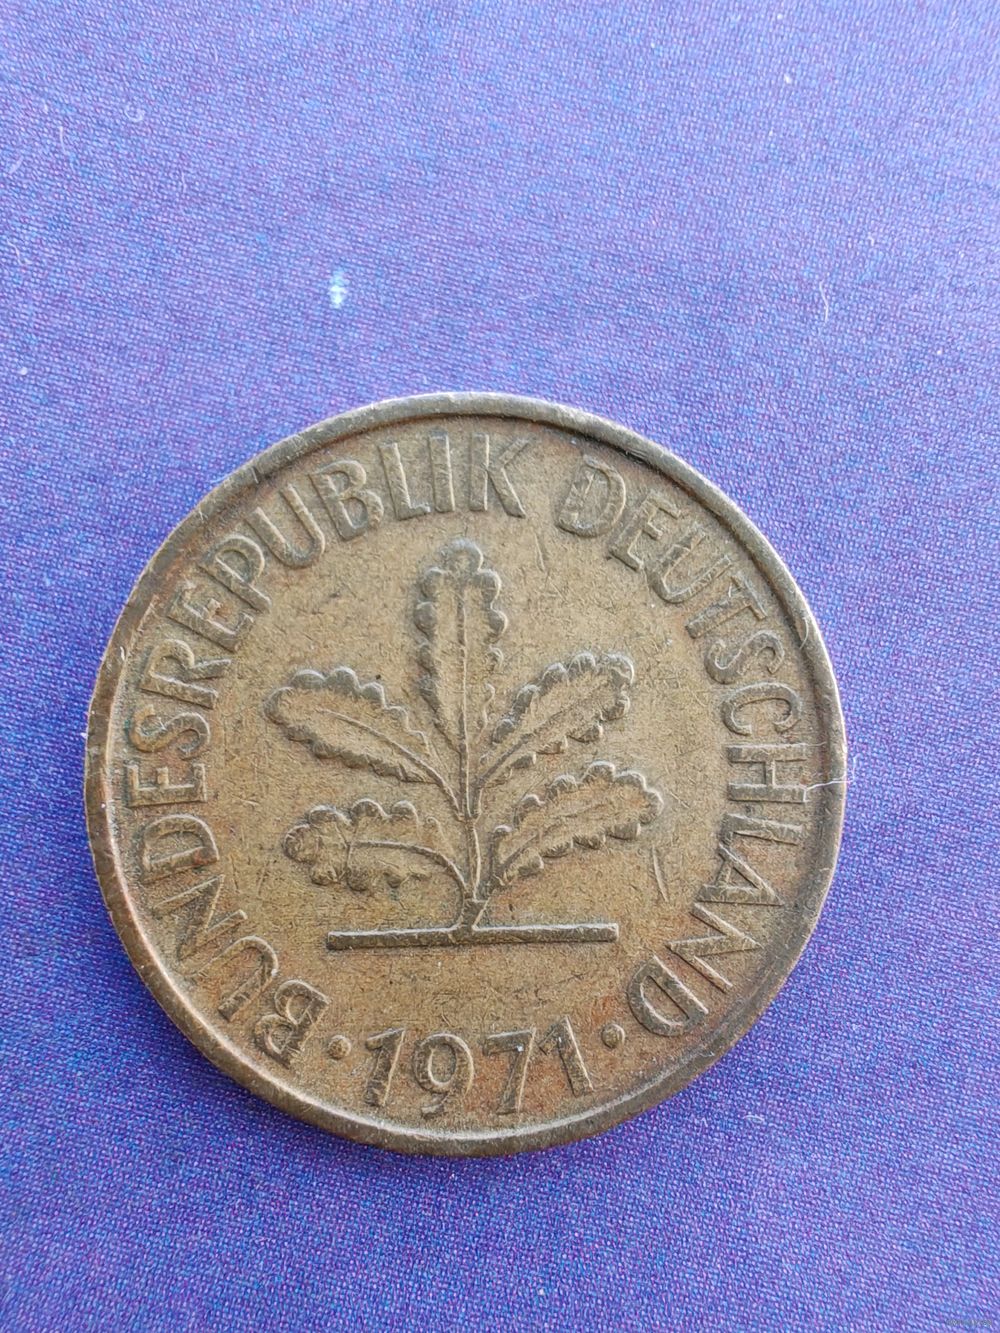 BUNDESREPUBLIK DEUTSCHLAND
· 1971 ·